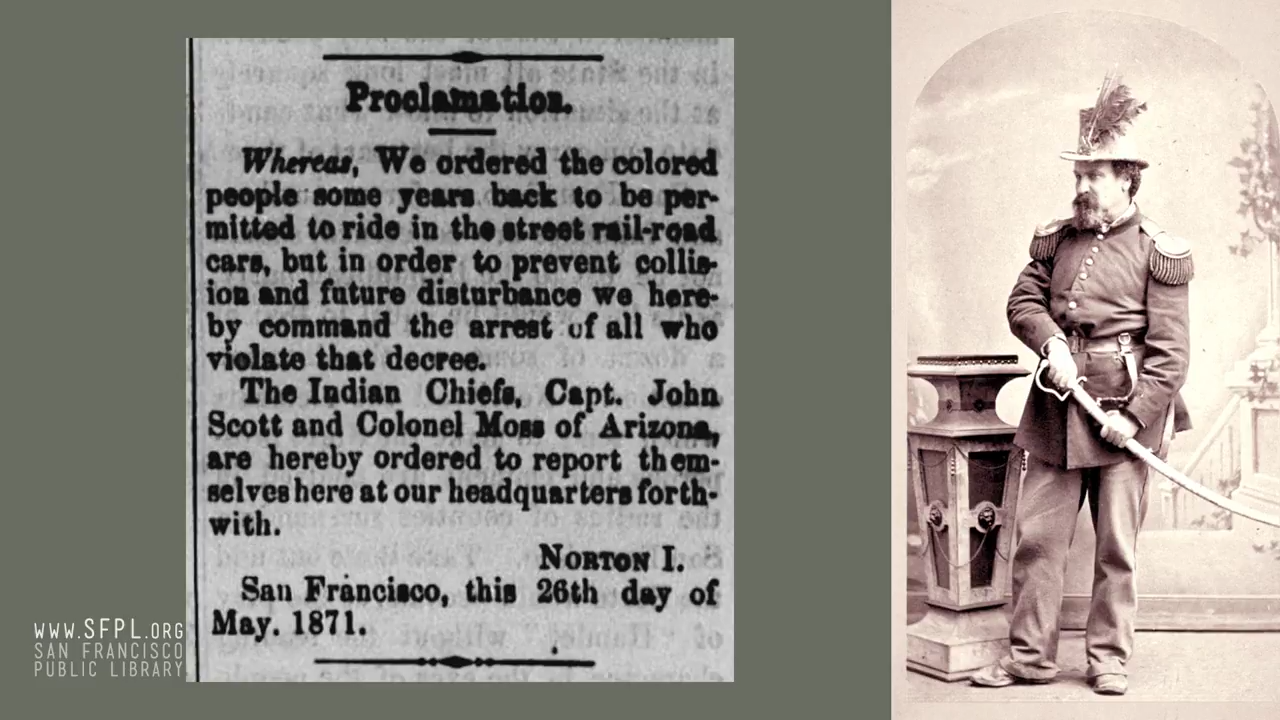 Proclamation.
Whereas, We ordered the colored
people some years back to be per-
mitted to ride in the street rail-road
cars, but in order to prevent collis-
ion and future disturbance we here-
by command the arrest of all who
violate that decree.
The Indian Chiefs, Capt. John
Scott and Colonel Moss of Arizona,
are hereby ordered to report them-
selves here at our headquarters forth-
with.
NORTON I.
San Francisco, this 26th day of
May. 1871.
WWW.SFPL.ORG
SAN FRANCISCO
PUBLIC LIBRARY